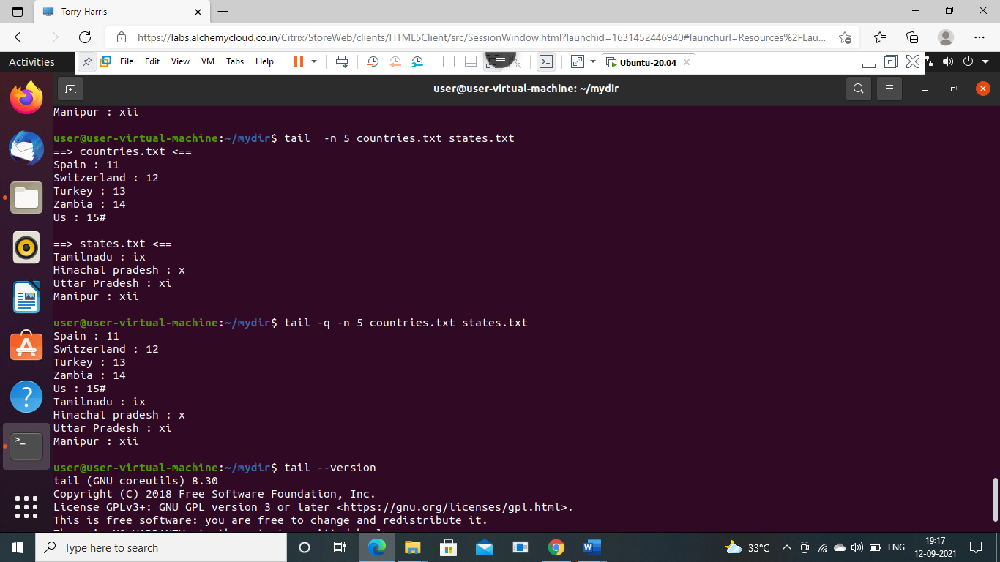 Torry-Harris
https://labs.alchemycloud.co.in/Citrix/StoreWeb/clients/HTML5Client/src/SessionWindow.html?launchid=1631452446940#launchurl=Resources%2FLau...
Activities
File Edit View VM Tabs Help
Ubuntu-20.04
user@user-virtual-machine: ~/mydir
Manipur : xii
user@user-virtual-machine:~/mydir$ tail  -n 5 countries.txt states.txt
==> countries.txt <==
Spain : 11
Switzerland : 12
Turkey : 13
Zambia : 14
Us : 15#
==> states.txt <==
Tamilnadu : ix
Himachal pradesh : x
Uttar Pradesh : xi
Manipur : xii
user@user-virtual-machine:~/mydir$ tail -q -n 5 countries.txt states.txt
Spain : 11
Switzerland : 12
Turkey : 13
Zambia : 14
Us : 15#
Tamilnadu : ix
Himachal pradesh : x
Uttar Pradesh : xi
Manipur : xii
user@user-virtual-machine:~/mydir$ tail --version
tail (GNU coreutils) 8.30
Copyright (C) 2018 Free Software Foundation, Inc.
License GPLv3+: GNU GPL version 3 or later <https://gnu.org/licenses/gpl.html>.
This is free software: you are free to change and redistribute it.
Type here to search
33°C
ENG
19:17
12-09-2021